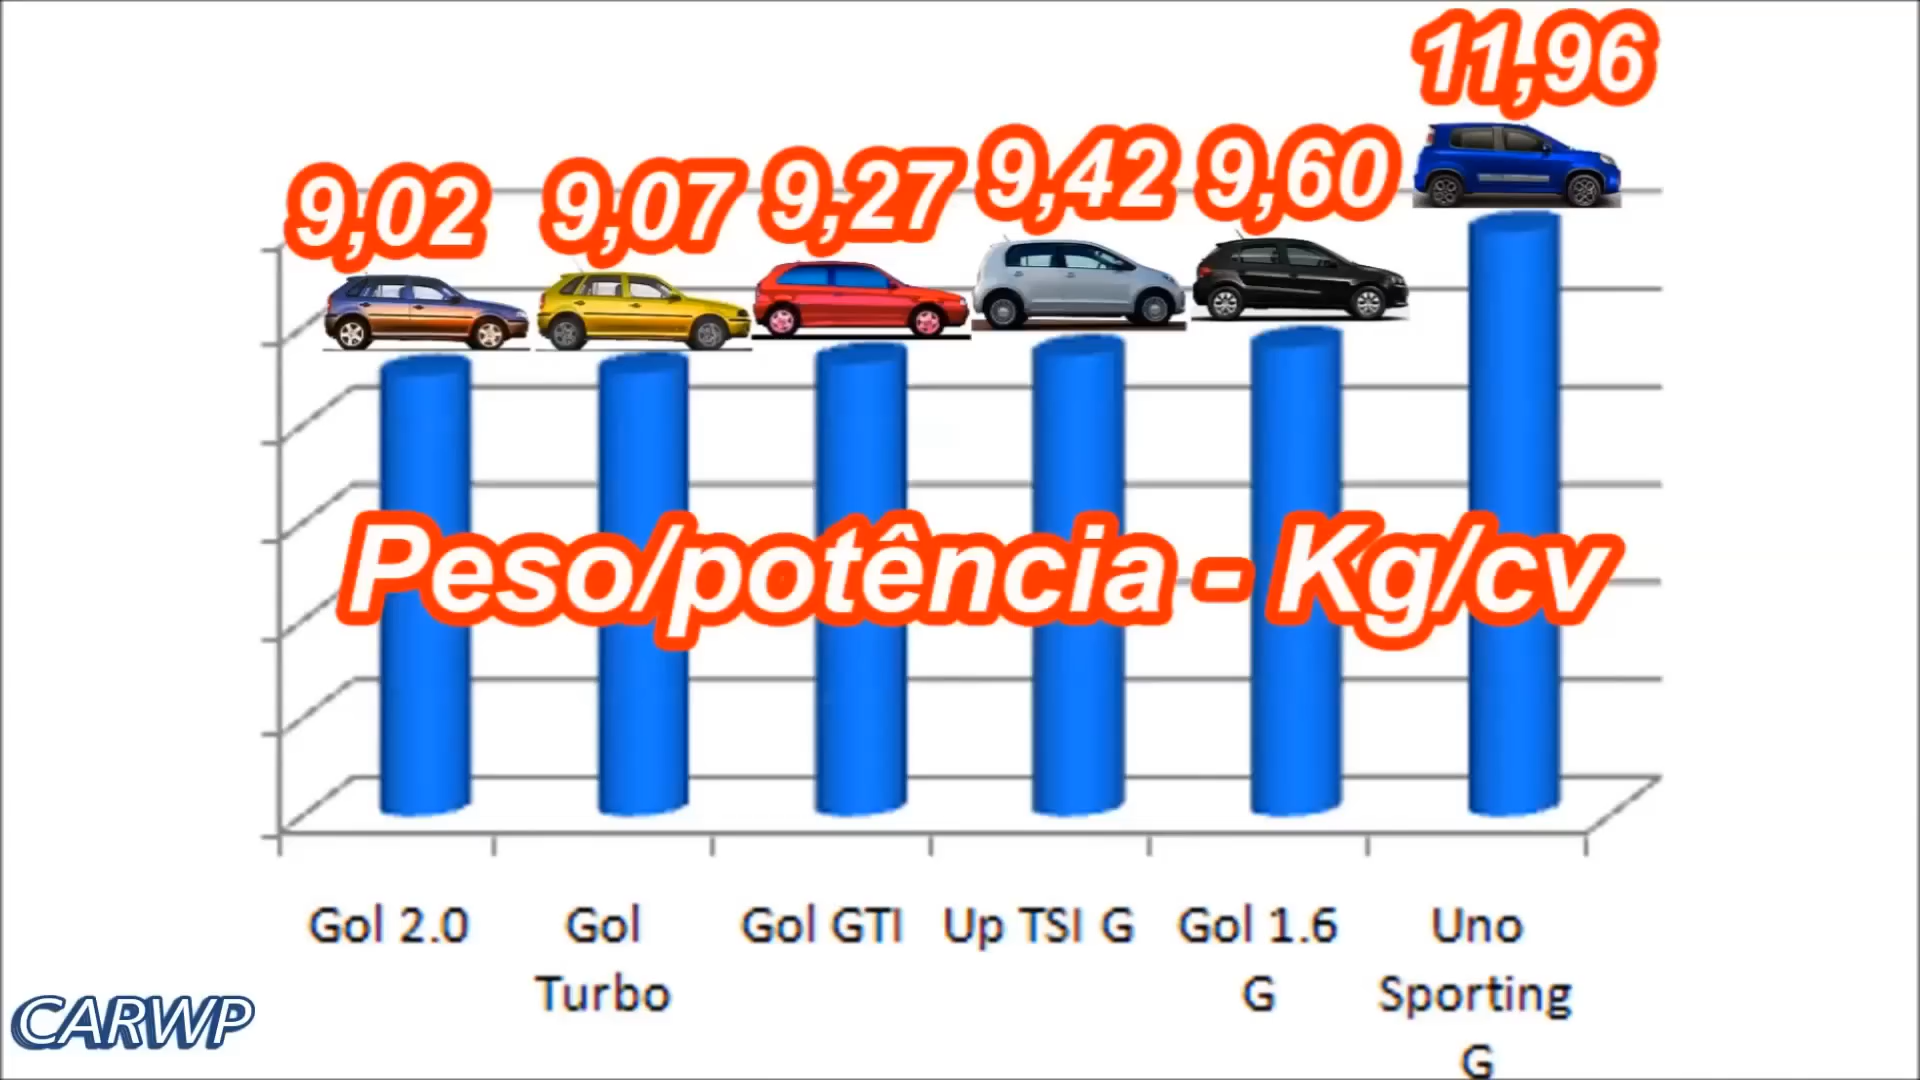 11,96
9,02 9,07 9,27 9,42 9,60
Peso/potência - Kg/cv
Gol 2.0
Gol
Turbo
Gol GTI
Up TSI G
Gol 1.6
G
Uno
Sporting
G
CARWP